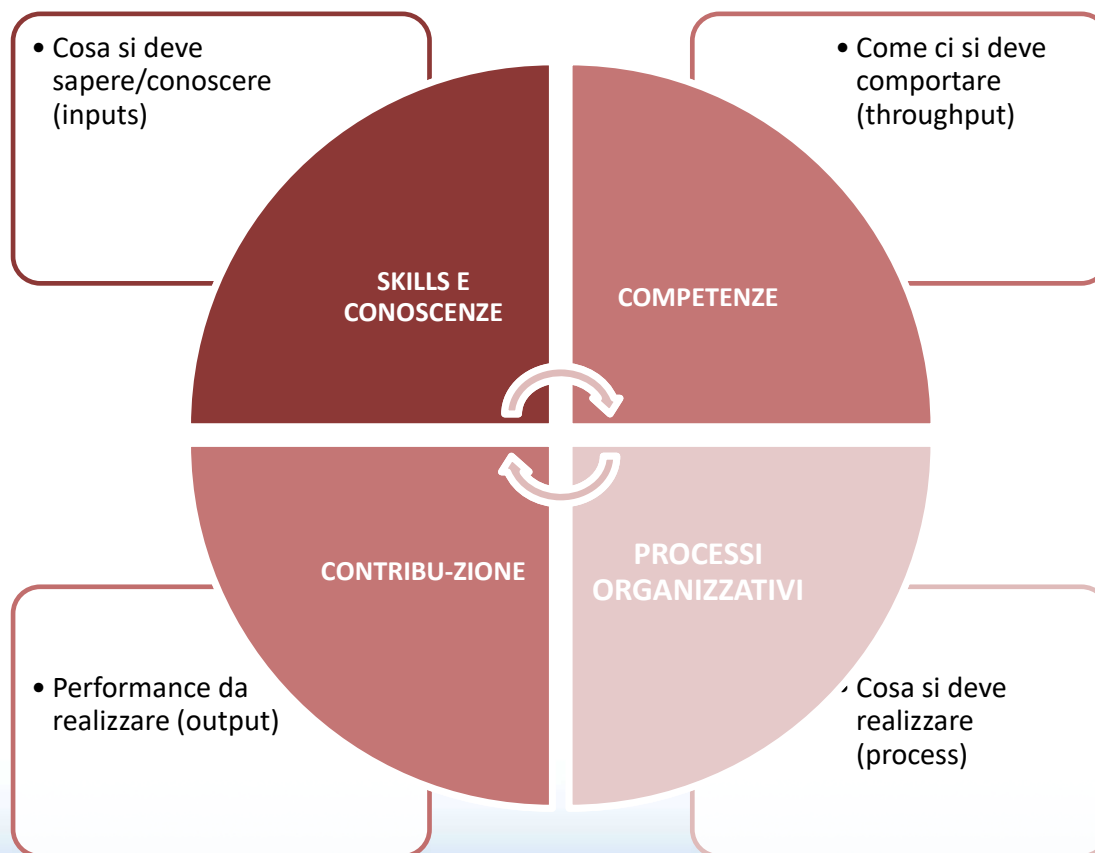 • Cosa si deve
sapere/conoscere
(inputs)
• Come ci si deve
comportare
(throughput)
SKILLS E
CONOSCENZE
COMPETENZE
CONTRIBU-ZIONE
PROCESSI
ORGANIZZATIVI
• Performance da
realizzare (output)
• Cosa si deve
realizzare
(process)